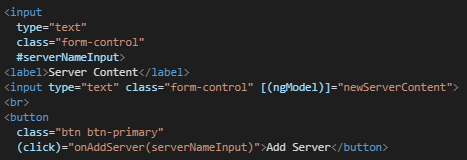 <input
type="text"
class="form-control"
#serverNameInput>
<label>Server Content</label>
<input type="text" class="form-control" [(ngModel)]="newServerContent">
<br>
<button
class="btn btn-primary"
(click)="onAddServer(serverNameInput)">Add Server</button>